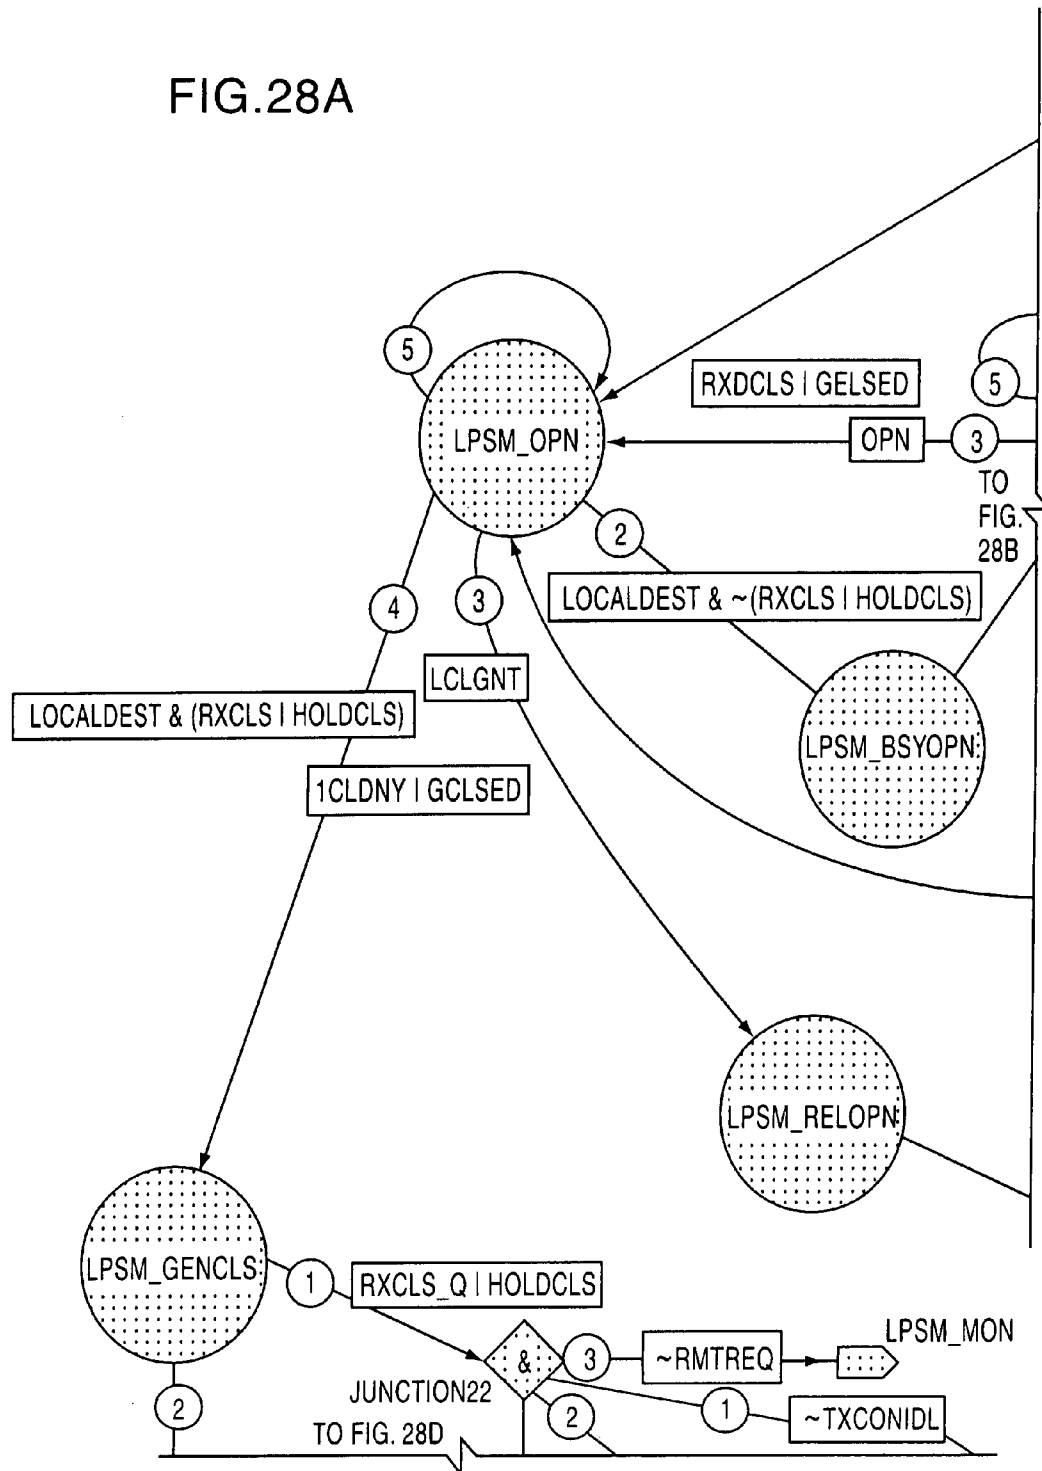 FIG.28A
5
LPSM_OPN
RXDCLS | GELSED
5
OPN
3
TO
FIG.
28B
2
4
3
LOCALDEST & ~(RXCLS | HOLDCLS)
LCLGNT
LOCALDEST & (RXCLS | HOLDCLS)
LPSM_BSYOPN
1CLDNY | GCLSED
LPSM_RELOPN
LPSM_GENCLS
1
RXCLS_Q | HOLDCLS
LPSM_MON
&
3
~RMTREQ
2
JUNCTION22
2
1
~TXCONIDL
TO FIG. 28D